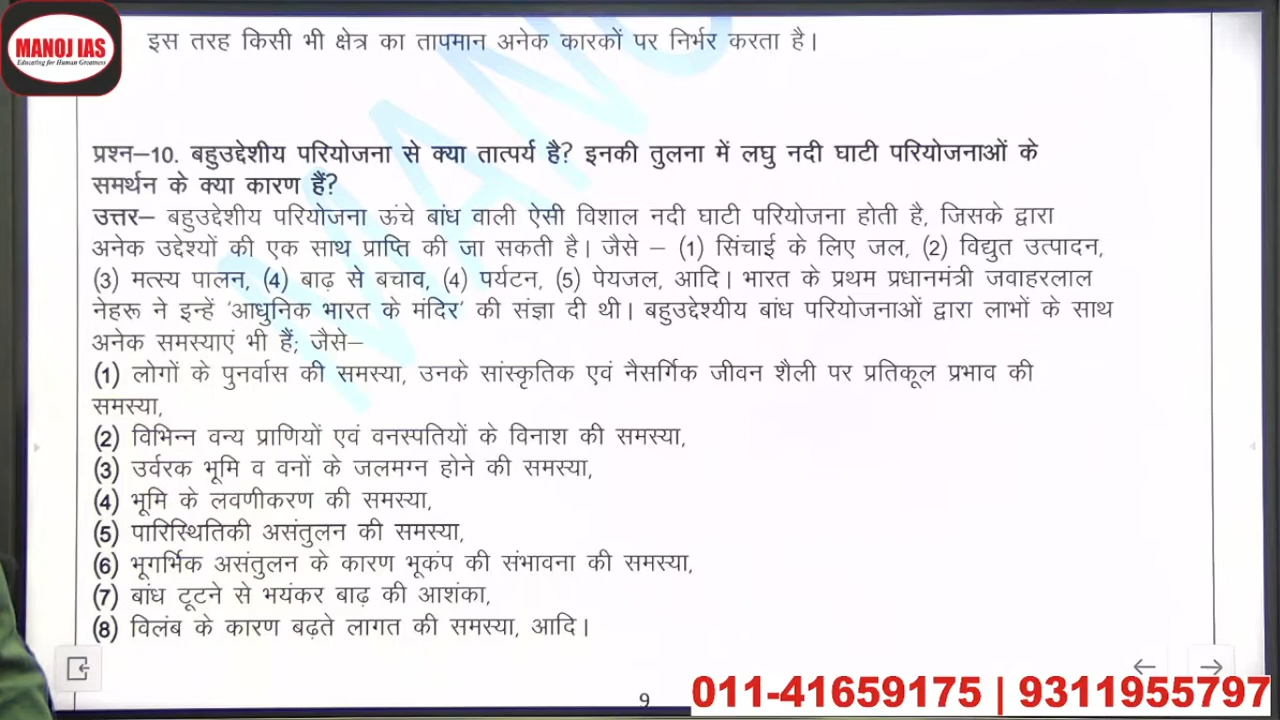 MANOJ IAS
Educating for Human Greatness
इस तरह किसी भी क्षेत्र का तापमान अनेक कारकों पर निर्भर करता है।
प्रश्न–10. बहुउद्देशीय परियोजना से क्या तात्पर्य है? इनकी तुलना में लघु नदी घाटी परियोजनाओं के
समर्थन के क्या कारण हैं?
उत्तर– बहुउद्देशीय परियोजना ऊंचे बांध वाली ऐसी विशाल नदी घाटी परियोजना होती है, जिसके द्वारा
अनेक उद्देश्यों की एक साथ प्राप्ति की जा सकती है। जैसे – (1) सिंचाई के लिए जल, (2) विद्युत उत्पादन,
(3) मत्स्य पालन, (4) बाढ़ से बचाव, (4) पर्यटन, (5) पेयजल, आदि। भारत के प्रथम प्रधानमंत्री जवाहरलाल
नेहरू ने इन्हें 'आधुनिक भारत के मंदिर' की संज्ञा दी थी। बहुउद्देश्यीय बांध परियोजनाओं द्वारा लाभों के साथ
अनेक समस्याएं भी हैं; जैसे–
(1) लोगों के पुनर्वास की समस्या, उनके सांस्कृतिक एवं नैसर्गिक जीवन शैली पर प्रतिकूल प्रभाव की
समस्या,
(2) विभिन्न वन्य प्राणियों एवं वनस्पतियों के विनाश की समस्या,
(3) उर्वरक भूमि व वनों के जलमग्न होने की समस्या,
(4) भूमि के लवणीकरण की समस्या,
(5) पारिस्थितिकी असंतुलन की समस्या,
(6) भूगर्भिक असंतुलन के कारण भूकंप की संभावना की समस्या,
(7) बांध टूटने से भयंकर बाढ़ की आशंका,
(8) विलंब के कारण बढ़ते लागत की समस्या, आदि।
9
011-41659175 | 9311955797